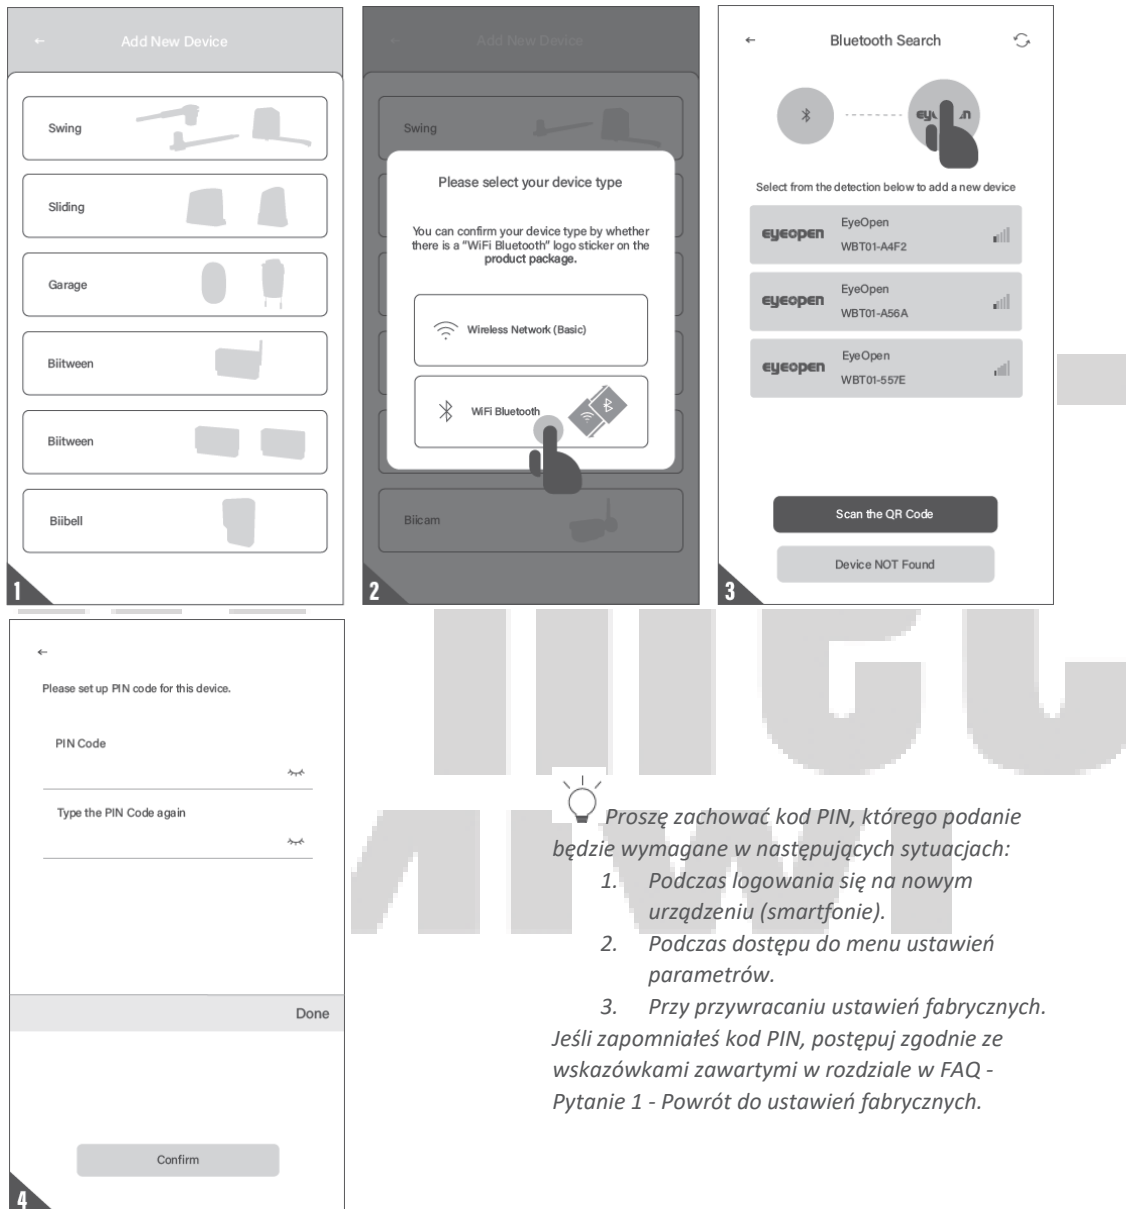 ← Add New Device
Swing
Sliding
Garage
Biitween
Biitween
Biibell
1
← Add New Device
Swing
Please select your device type
You can confirm your device type by whether
there is a "WiFi Bluetooth" logo sticker on the
product package.
Wireless Network (Basic)
WiFi Bluetooth
Biicam
2
← Bluetooth Search
Select from the detection below to add a new device
eyeopen
EyeOpen
WBT01-A4F2
eyeopen
EyeOpen
WBT01-A56A
eyeopen
EyeOpen
WBT01-557E
Scan the QR Code
Device NOT Found
3
←
Please set up PIN code for this device.
PIN Code
Type the PIN Code again
Done
Confirm
4
Proszę zachować kod PIN, którego podanie
będzie wymagane w następujących sytuacjach:
1. Podczas logowania się na nowym
urządzeniu (smartfonie).
2. Podczas dostępu do menu ustawień
parametrów.
3. Przy przywracaniu ustawień fabrycznych.
Jeśli zapomniałeś kod PIN, postępuj zgodnie ze
wskazówkami zawartymi w rozdziale w FAQ -
Pytanie 1 - Powrót do ustawień fabrycznych.